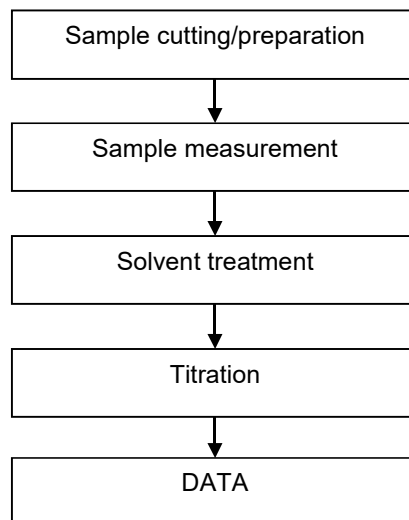 Sample cutting/preparation
Sample measurement
Solvent treatment
Titration
DATA